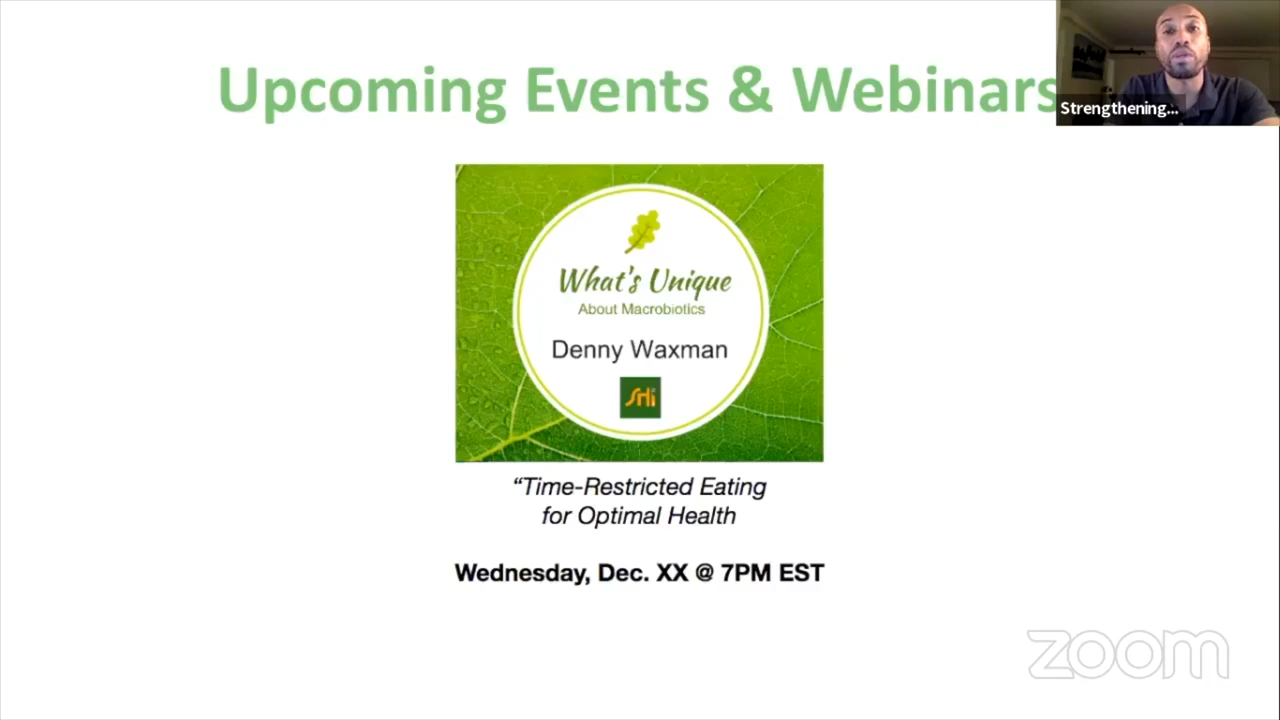 Upcoming Events & Webinars
Strengthening...
What's Unique
About Macrobiotics
Denny Waxman
SHi
“Time-Restricted Eating
for Optimal Health
Wednesday, Dec. XX @ 7PM EST
zoom